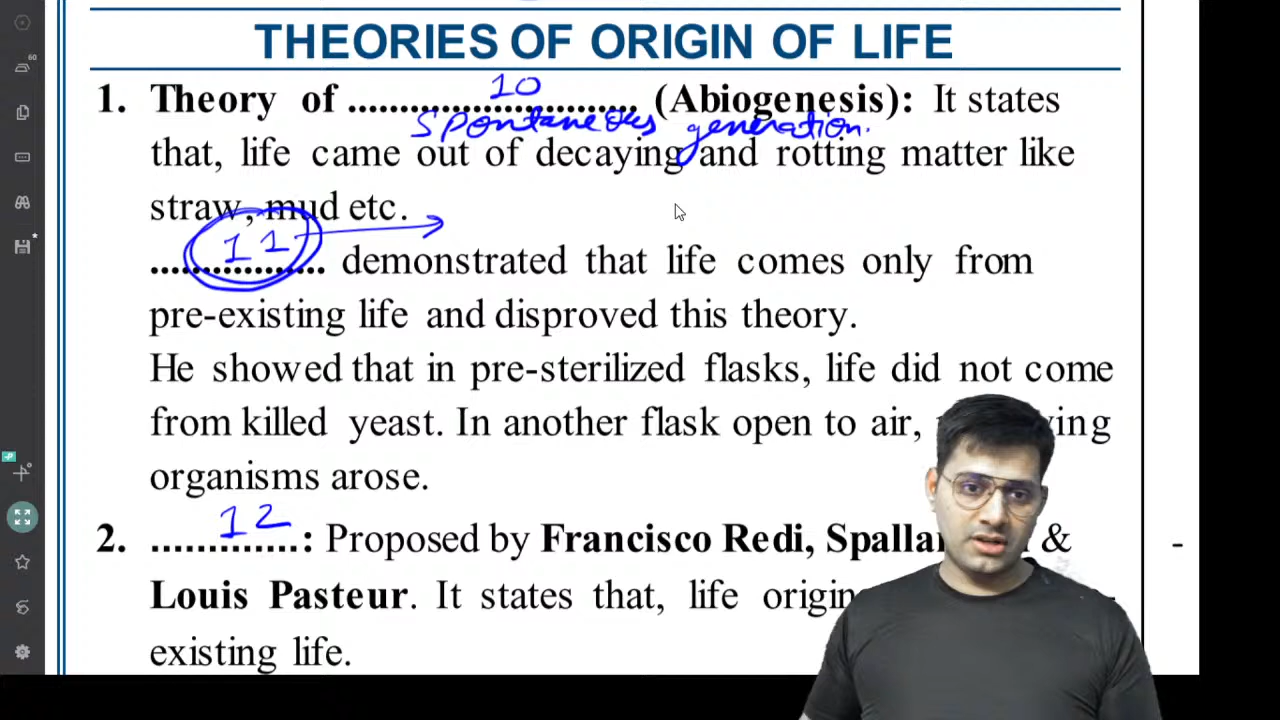 THEORIES OF ORIGIN OF LIFE
10
1. Theory of ............................ (Abiogenesis): It states
spontaneous generation.
that, life came out of decaying and rotting matter like
straw, mud etc.
11
................. demonstrated that life comes only from
pre-existing life and disproved this theory.
He showed that in pre-sterilized flasks, life did not come
from killed yeast. In another flask open to air,
organisms arose.
12
2. ..............: Proposed by Francisco Redi, &
Louis Pasteur. It states that, life
existing life.
60